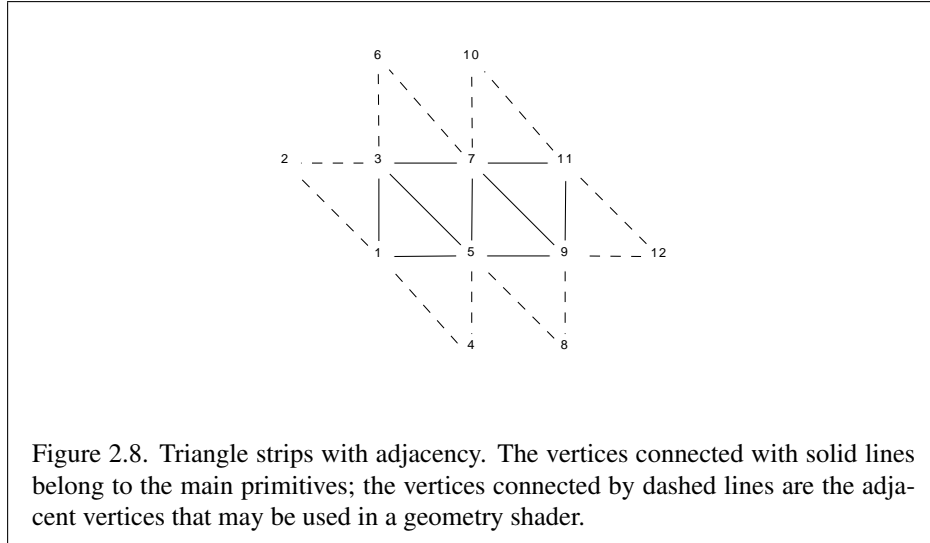 6 10
2 3 7 11
1 5 9 12
4 8
Figure 2.8. Triangle strips with adjacency. The vertices connected with solid lines
belong to the main primitives; the vertices connected by dashed lines are the adja-
cent vertices that may be used in a geometry shader.